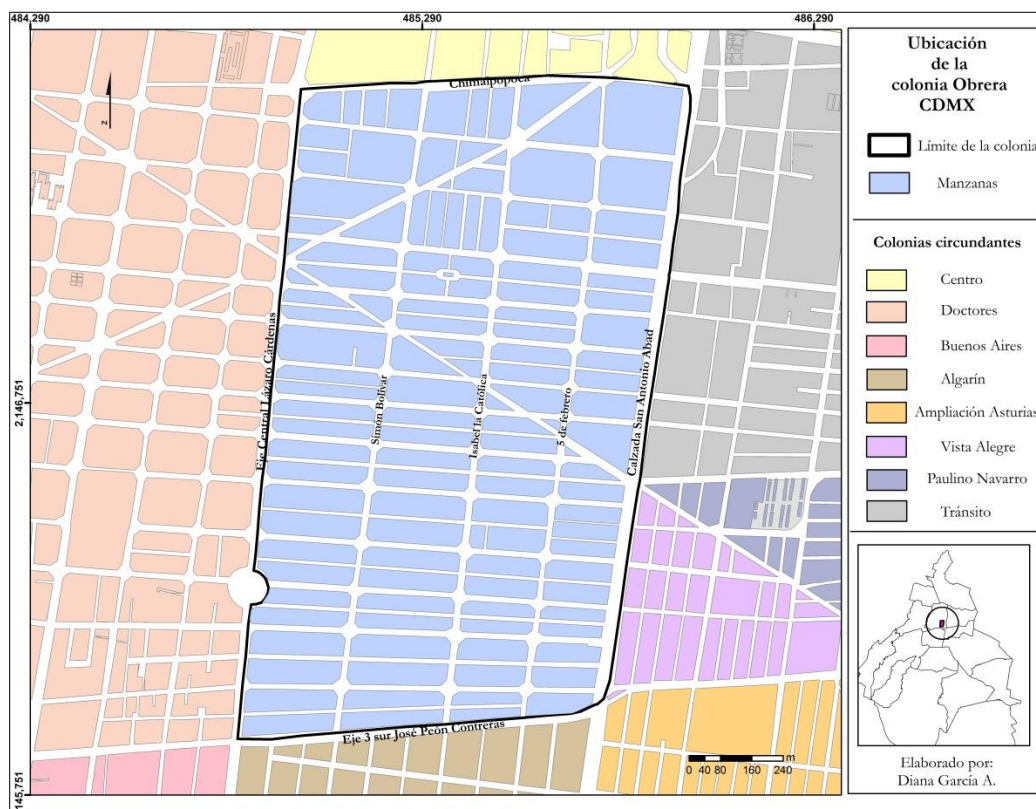 484,290
485,290
486,290
2,146,751
145,751
Chimalpopoca
Eje Central Lázaro Cárdenas
Simón Bolívar
Isabel la Católica
5 de febrero
Calzada San Antonio Abad
Eje 3 sur José Peón Contreras
z
m
0 40 80 160 240
Ubicación
de la
colonia Obrera
CDMX
Límite de la colonia
Manzanas
Colonias circundantes
Centro
Doctores
Buenos Aires
Algarín
Ampliación Asturias
Vista Alegre
Paulino Navarro
Tránsito
Elaborado por:
Diana García A.